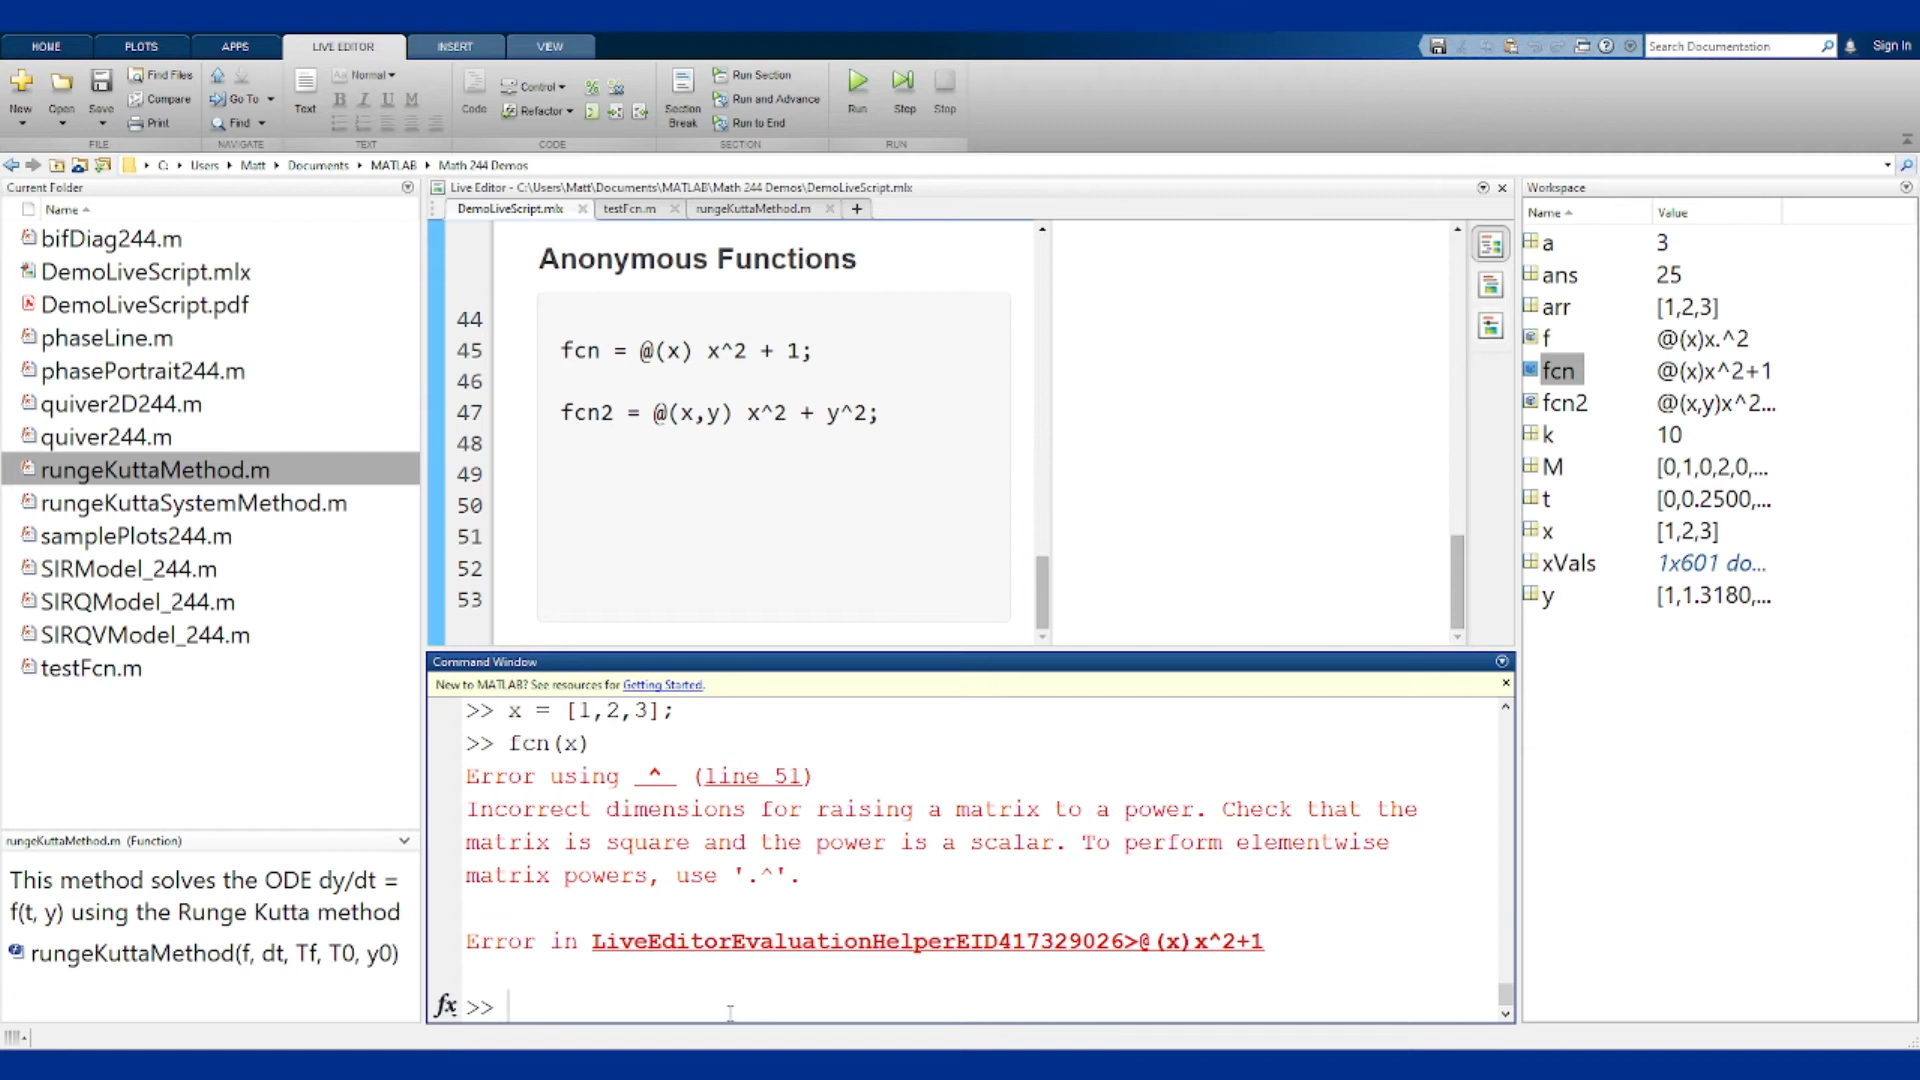 HOME PLOTS APPS LIVE EDITOR INSERT VIEW Search Documentation Sign In
New Open Save Find Files Compare Print Go To Find Text Normal B I U M Code Control Refactor Section Break Run Section Run and Advance Run to End Run Step Stop
FILE NAVIGATE TEXT CODE SECTION RUN
C: Users Matt Documents MATLAB Math 244 Demos
Current Folder
Name
bifDiag244.m
DemoLiveScript.mlx
DemoLiveScript.pdf
phaseLine.m
phasePortrait244.m
quiver2D244.m
quiver244.m
rungeKuttaMethod.m
rungeKuttaSystemMethod.m
samplePlots244.m
SIRModel_244.m
SIRQModel_244.m
SIRQVModel_244.m
testFcn.m
rungeKuttaMethod.m (Function)
This method solves the ODE dy/dt =
f(t, y) using the Runge Kutta method
rungeKuttaMethod(f, dt, Tf, T0, y0)
Live Editor - C:\Users\Matt\Documents\MATLAB\Math 244 Demos\DemoLiveScript.mlx
DemoLiveScript.mlx testFcn.m rungeKuttaMethod.m +
Anonymous Functions
44
45 fcn = @(x) x^2 + 1;
46
47 fcn2 = @(x,y) x^2 + y^2;
48
49
50
51
52
53
Command Window
New to MATLAB? See resources for Getting Started.
>> x = [1,2,3];
>> fcn(x)
Error using ^ (line 51)
Incorrect dimensions for raising a matrix to a power. Check that the
matrix is square and the power is a scalar. To perform elementwise
matrix powers, use '.^'.
Error in LiveEditorEvaluationHelperEID417329026>@(x)x^2+1
fx >>
Workspace
Name Value
a 3
ans 25
arr [1,2,3]
f @(x)x.^2
fcn @(x)x^2+1
fcn2 @(x,y)x^2...
k 10
M [0,1,0,2,0,...
t [0,0.2500,...
x [1,2,3]
xVals 1x601 do...
y [1,1.3180,...